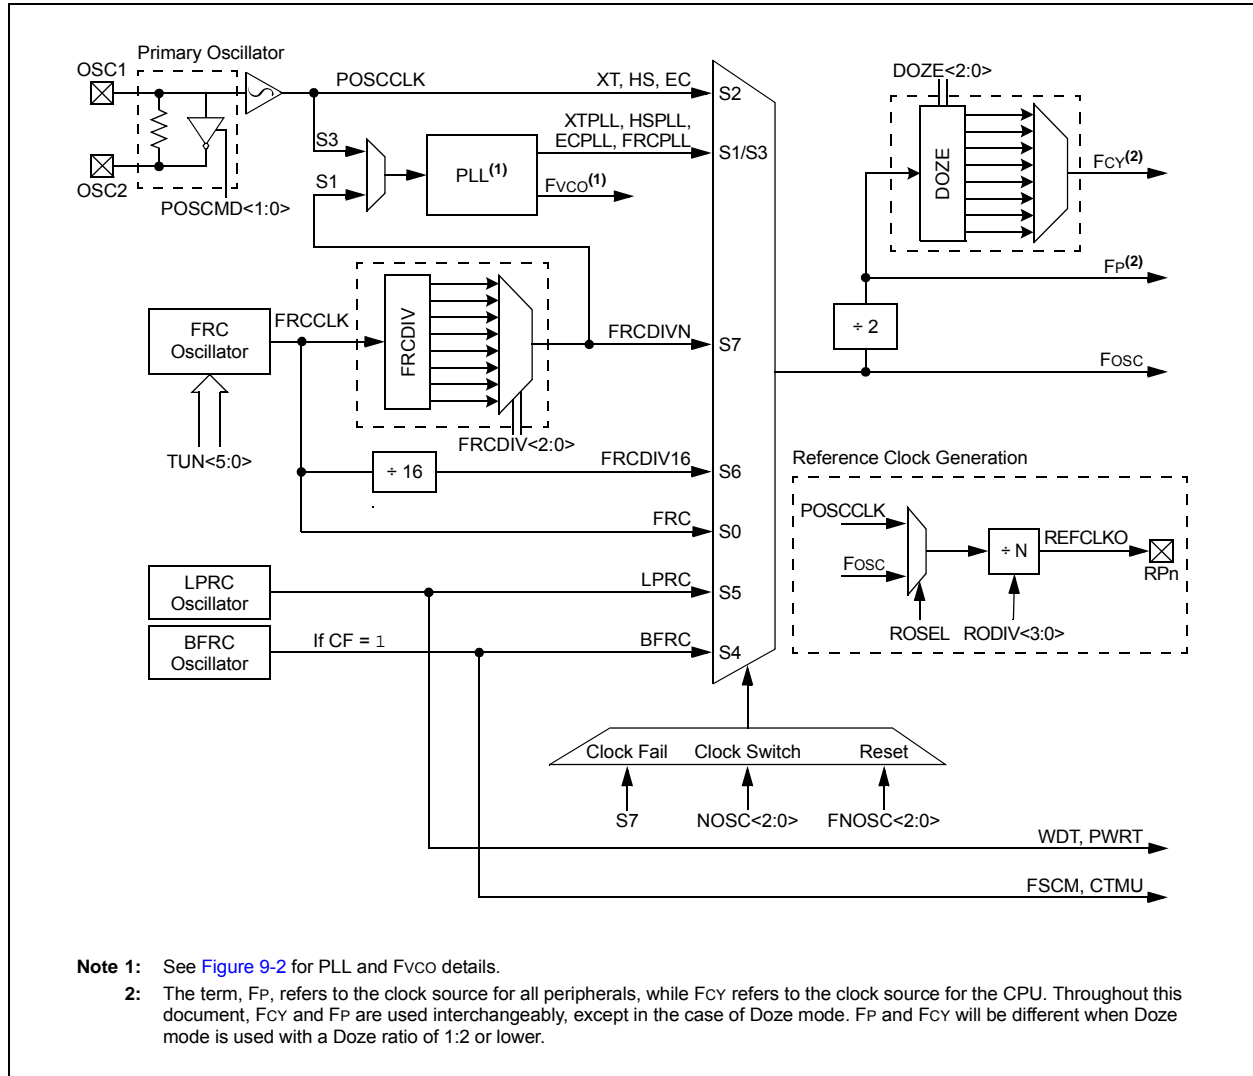 Primary Oscillator
OSC1
POSCCLK
XT, HS, EC
S2
DOZE<2:0>
XTPLL, HSPLL,
ECPLL, FRCPLL
S1/S3
S3
PLL(1)
FVCO(1)
OSC2
S1
POSCMD<1:0>
DOZE
FCY(2)
FP(2)
÷ 2
FRC
Oscillator
FRCCLK
FRCDIV
FRCDIVN
S7
FOSC
TUN<5:0>
FRCDIV<2:0>
÷ 16
FRCDIV16
S6
Reference Clock Generation
POSCCLK
FOSC
÷ N
REFCLKO
RPn
ROSEL
RODIV<3:0>
FRC
S0
LPRC
Oscillator
LPRC
S5
BFRC
Oscillator
If CF = 1
BFRC
S4
Clock Fail
Clock Switch
Reset
S7
NOSC<2:0>
FNOSC<2:0>
WDT, PWRT
FSCM, CTMU
Note 1: See Figure 9-2 for PLL and FVCO details.
2: The term, FP, refers to the clock source for all peripherals, while FCY refers to the clock source for the CPU. Throughout this
document, FCY and FP are used interchangeably, except in the case of Doze mode. FP and FCY will be different when Doze
mode is used with a Doze ratio of 1:2 or lower.